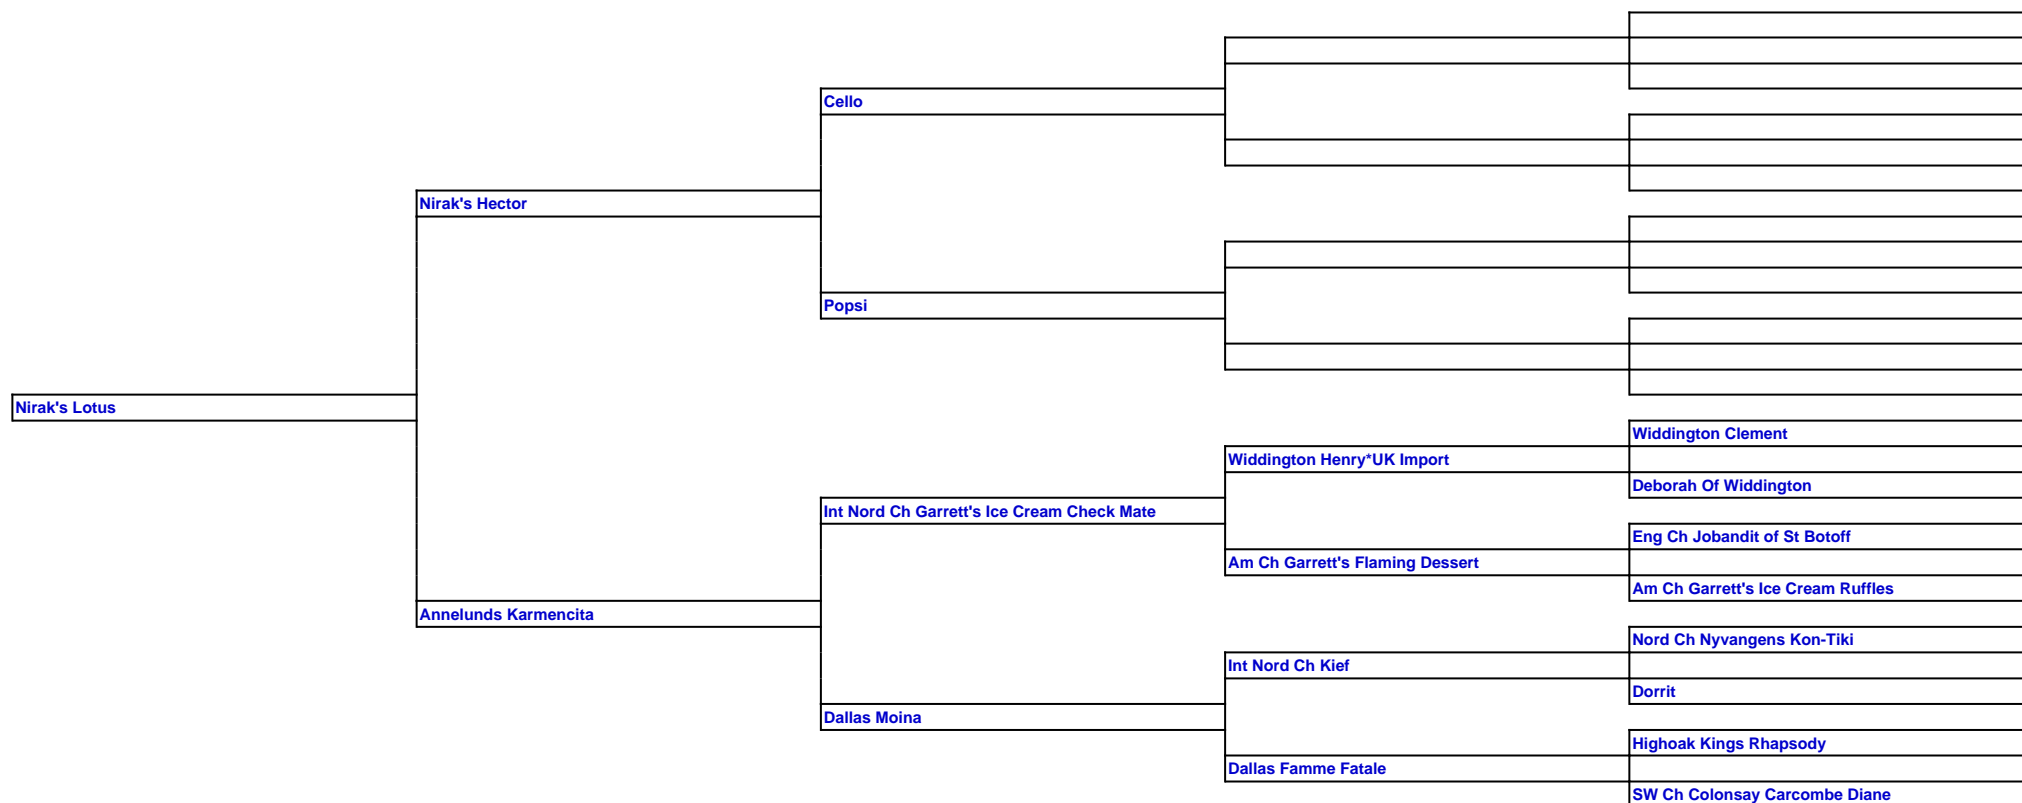 Cello
Nirak's Hector
Popsi
Nirak's Lotus
Widdington Clement
Widdington Henry*UK Import
Deborah Of Widdington
Int Nord Ch Garrett's Ice Cream Check Mate
Eng Ch Jobandit of St Botoff
Am Ch Garrett's Flaming Dessert
Am Ch Garrett's Ice Cream Ruffles
Annelunds Karmencita
Nord Ch Nyvangens Kon-Tiki
Int Nord Ch Kief
Dorrit
Dallas Moina
Highoak Kings Rhapsody
Dallas Famme Fatale
SW Ch Colonsay Carcombe Diane